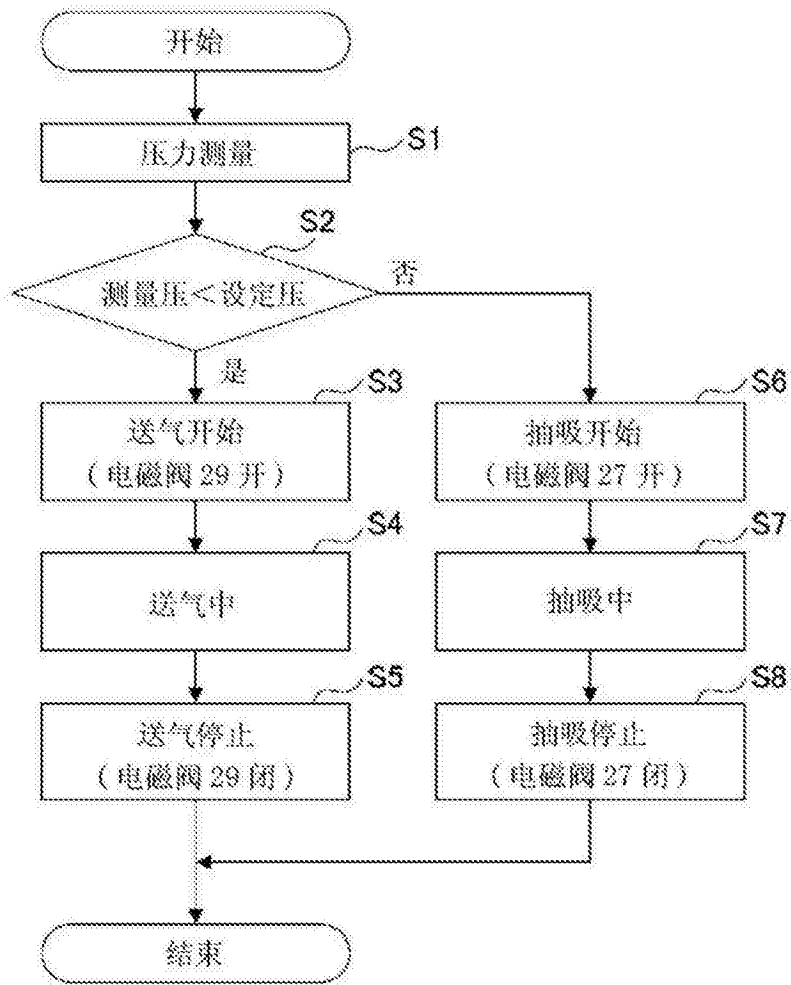 开始
S1
压力测量
S2
测量压＜设定压
否
是
S3
送气开始
（电磁阀 29 开）
S6
抽吸开始
（电磁阀 27 开）
S4
送气中
S7
抽吸中
S5
送气停止
（电磁阀 29 闭）
S8
抽吸停止
（电磁阀 27 闭）
结束